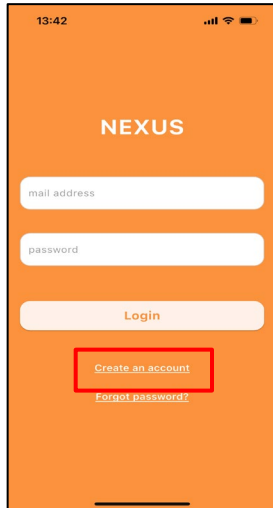 13:42
NEXUS
mail address
password
Login
Create an account
Forgot password?